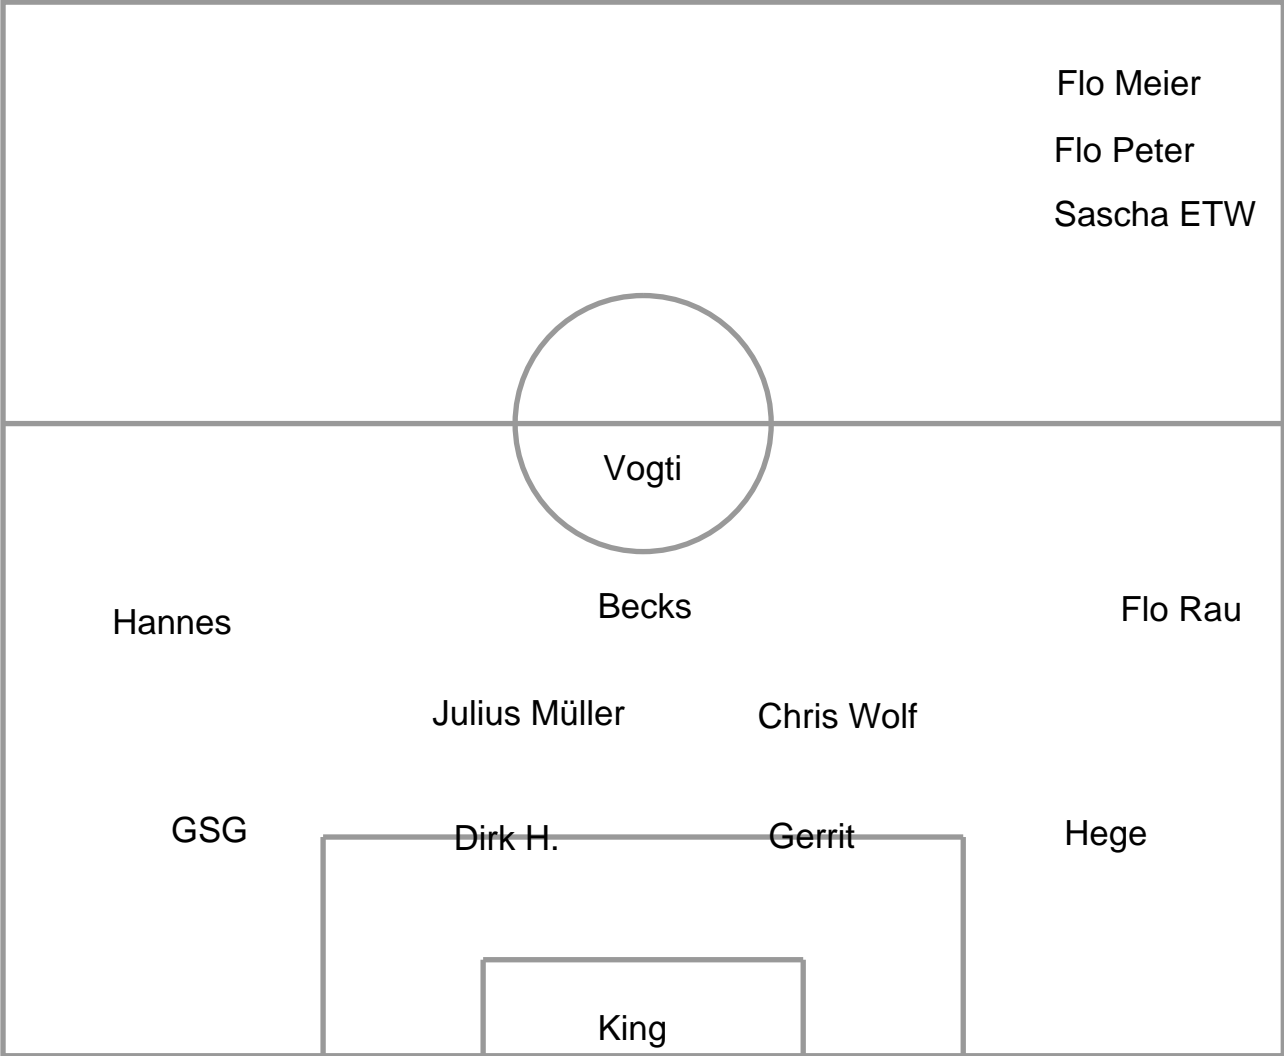 Flo Meier
Flo Peter
Sascha ETW
Vogti
Becks
Hannes
Flo Rau
Julius Müller
Chris Wolf
GSG
Dirk H.
Gerrit
Hege
King